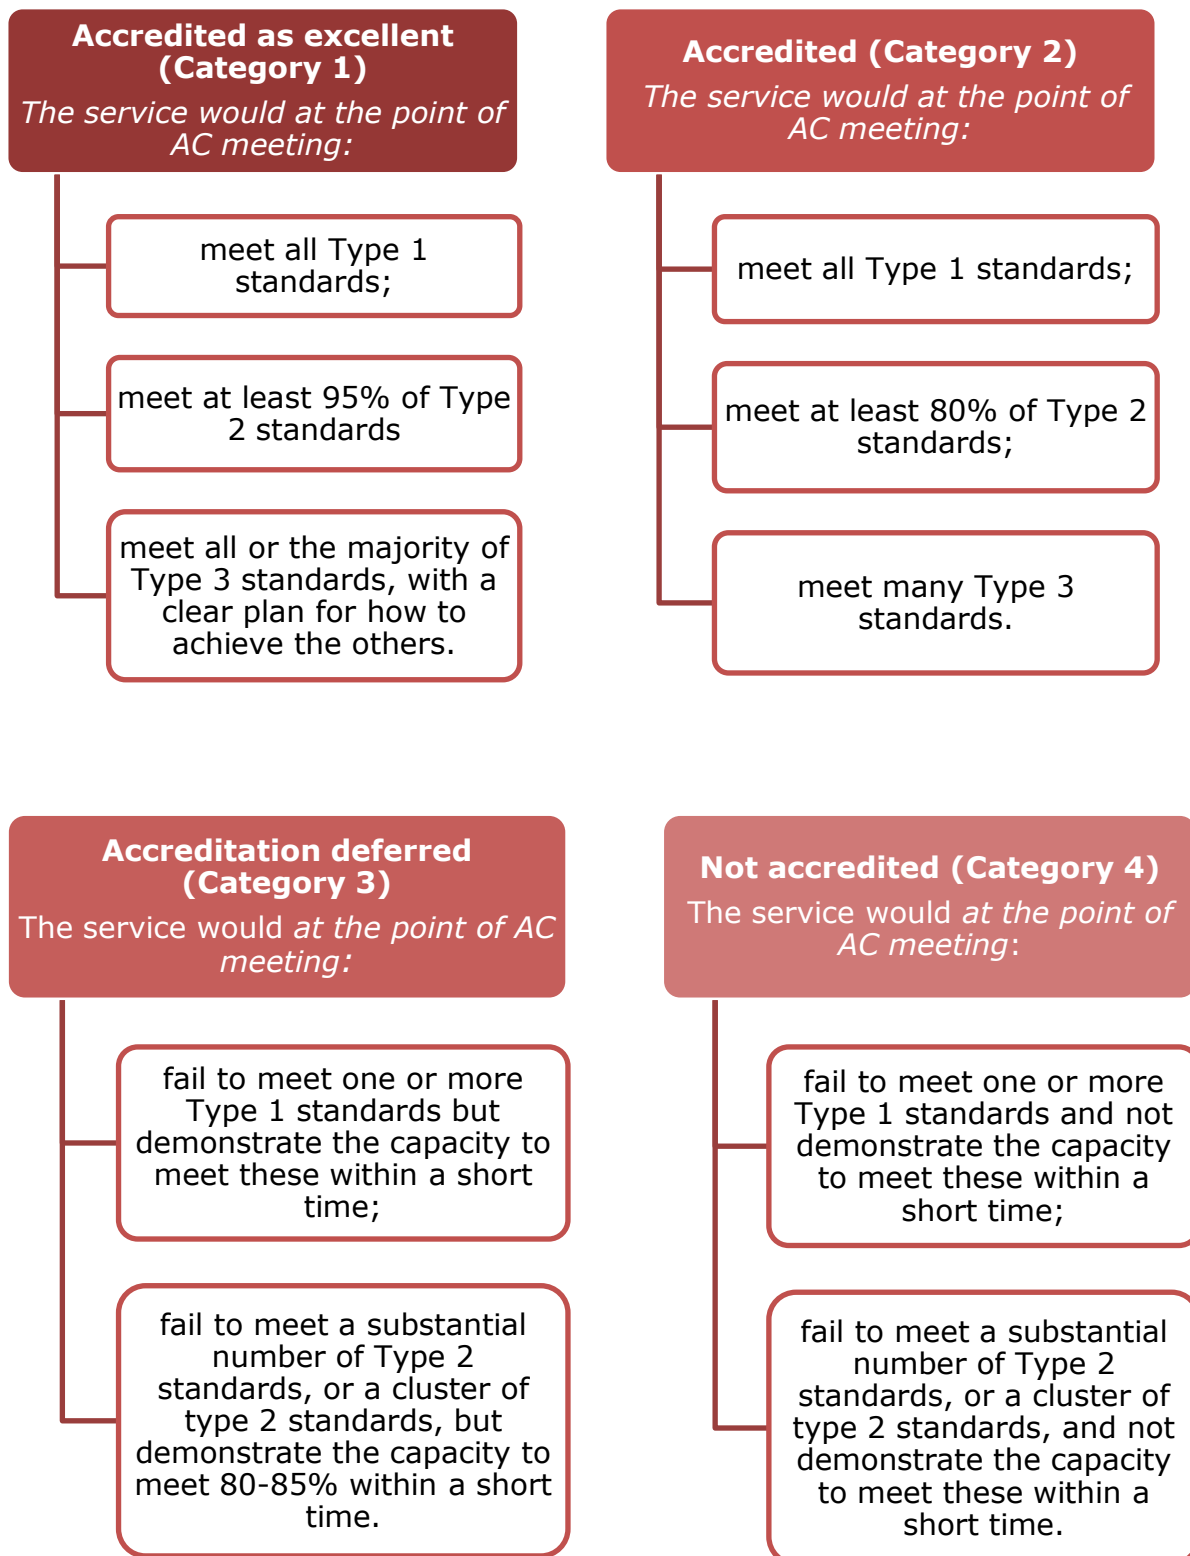 Accredited as excellent
(Category 1)
The service would at the point of
AC meeting:
meet all Type 1
standards;
meet at least 95% of Type
2 standards
meet all or the majority of
Type 3 standards, with a
clear plan for how to
achieve the others.
Accredited (Category 2)
The service would at the point of
AC meeting:
meet all Type 1 standards;
meet at least 80% of Type 2
standards;
meet many Type 3
standards.
Accreditation deferred
(Category 3)
The service would at the point of AC
meeting:
fail to meet one or more
Type 1 standards but
demonstrate the capacity to
meet these within a short
time;
fail to meet a substantial
number of Type 2
standards, or a cluster of
type 2 standards, but
demonstrate the capacity to
meet 80-85% within a short
time.
Not accredited (Category 4)
The service would at the point of
AC meeting:
fail to meet one or more
Type 1 standards and not
demonstrate the capacity
to meet these within a
short time;
fail to meet a substantial
number of Type 2
standards, or a cluster of
type 2 standards, and not
demonstrate the capacity
to meet these within a
short time.